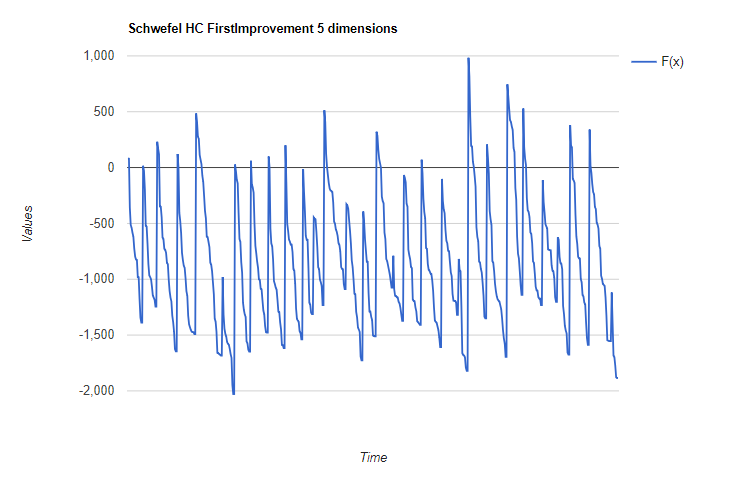 Schwefel HC FirstImprovement 5 dimensions
1,000
500
0
-500
-1,000
-1,500
-2,000
Values
Time
F(x)